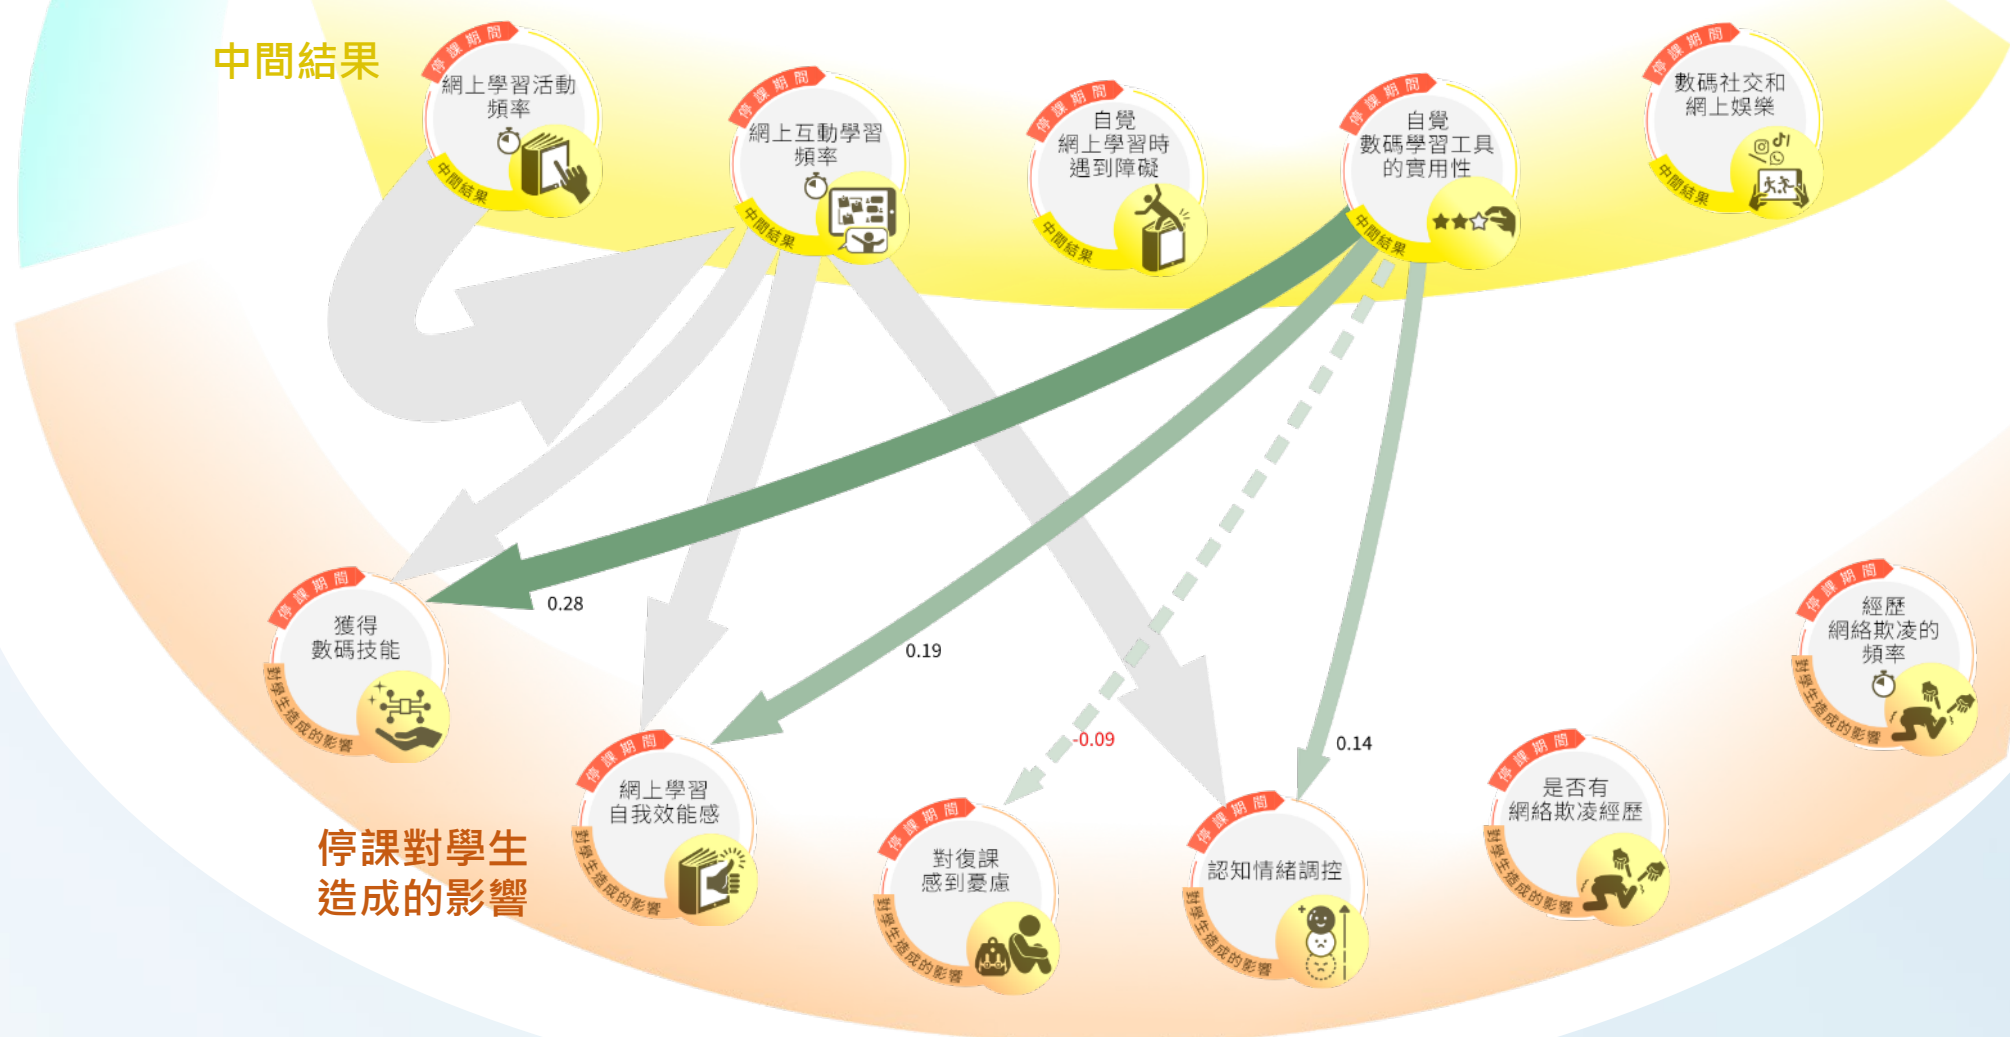 中間結果
停課期間
網上學習活動
頻率
中間結果
停課期間
網上互動學習
頻率
中間結果
停課期間
自覺
網上學習時
遇到障礙
中間結果
停課期間
自覺
數碼學習工具
的實用性
中間結果
停課期間
數碼社交和
網上娛樂
中間結果
0.28
0.19
-0.09
0.14
停課期間
獲得
數碼技能
對學生造成的影響
停課期間
網上學習
自我效能感
對學生造成的影響
停課期間
對復課
感到憂慮
對學生造成的影響
停課期間
認知情緒調控
對學生造成的影響
停課期間
是否有
網絡欺凌經歷
對學生造成的影響
停課期間
經歷
網絡欺凌的
頻率
對學生造成的影響
停課對學生
造成的影響